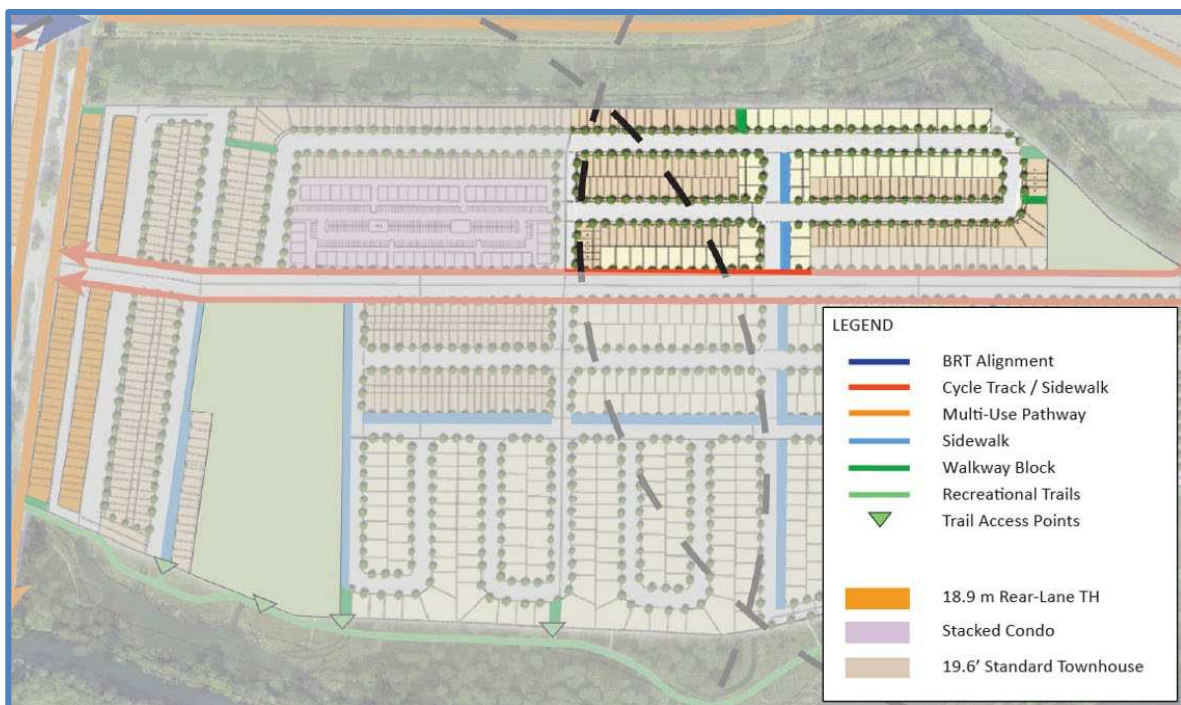 LEGEND
BRT Alignment
Cycle Track / Sidewalk
Multi-Use Pathway
Sidewalk
Walkway Block
Recreational Trails
Trail Access Points
18.9 m Rear-Lane TH
Stacked Condo
19.6' Standard Townhouse